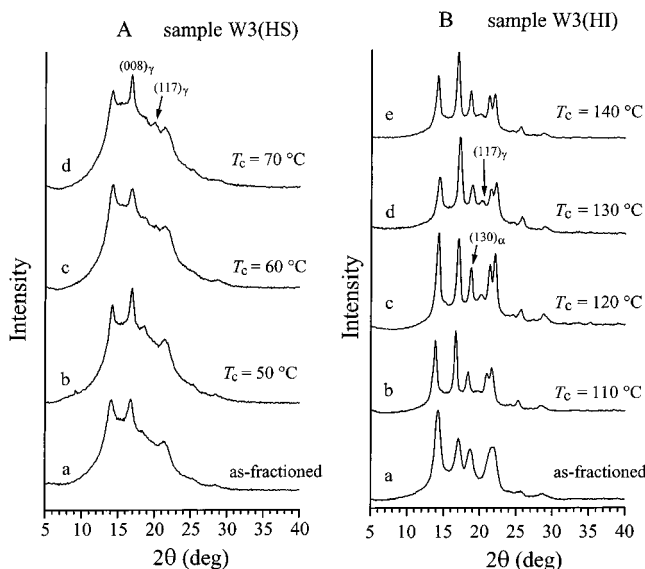 A sample W3(HS)
Intensity
(008)γ
(117)γ
d
Tc = 70 °C
c
Tc = 60 °C
b
Tc = 50 °C
a
as-fractioned
5 10 15 20 25 30 35 40
2θ (deg)
B sample W3(HI)
Intensity
e
Tc = 140 °C
(117)γ
d
Tc = 130 °C
(130)α
c
Tc = 120 °C
b
Tc = 110 °C
a
as-fractioned
5 10 15 20 25 30 35 40
2θ (deg)